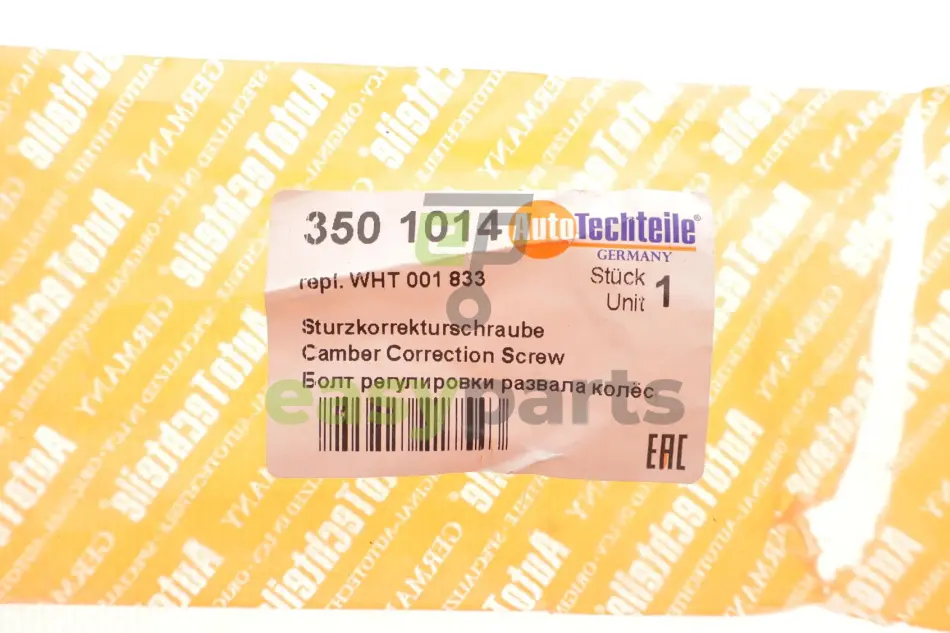 350 1014 AutoTechteile®
GERMANY
repl. WHT 001 833
Stück 1
Unit
Sturzkorrekturschraube
Camber Correction Screw
Болт регулировки развала колёс
easyparts
EAC